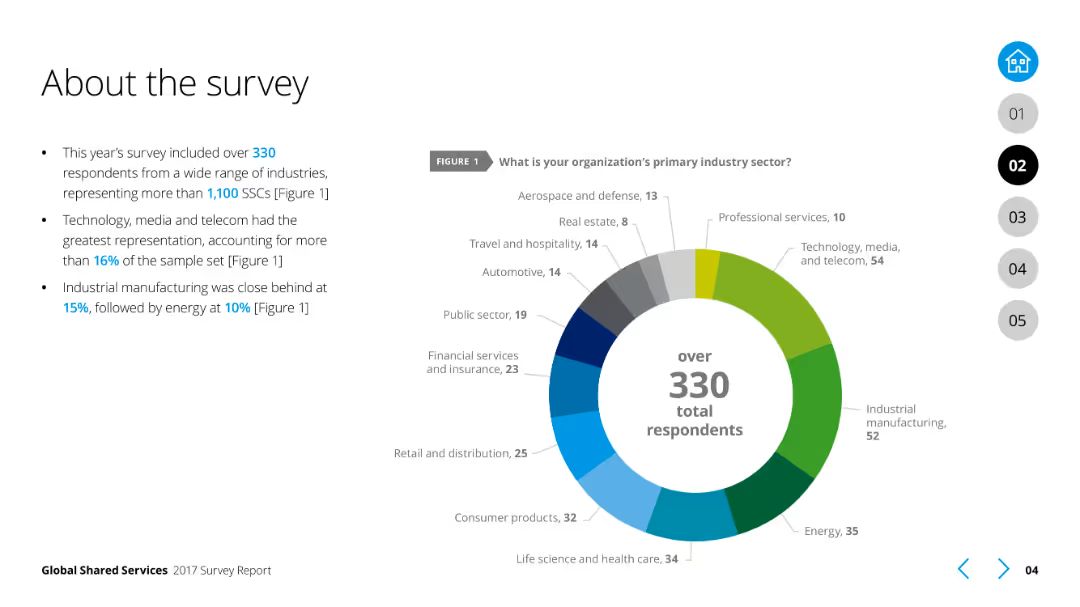 About the survey
01
02
03
04
05
• This year's survey included over 330
respondents from a wide range of industries,
representing more than 1,100 SSCs [Figure 1]
• Technology, media and telecom had the
greatest representation, accounting for more
than 16% of the sample set [Figure 1]
• Industrial manufacturing was close behind at
15%, followed by energy at 10% [Figure 1]
FIGURE 1 What is your organization's primary industry sector?
Aerospace and defense, 13
Real estate, 8
Travel and hospitality, 14
Automotive, 14
Public sector, 19
Financial services
and insurance, 23
Retail and distribution, 25
Consumer products, 32
Life science and health care, 34
Professional services, 10
Technology, media,
and telecom, 54
Industrial
manufacturing,
52
Energy, 35
over
330
total
respondents
Global Shared Services 2017 Survey Report
04